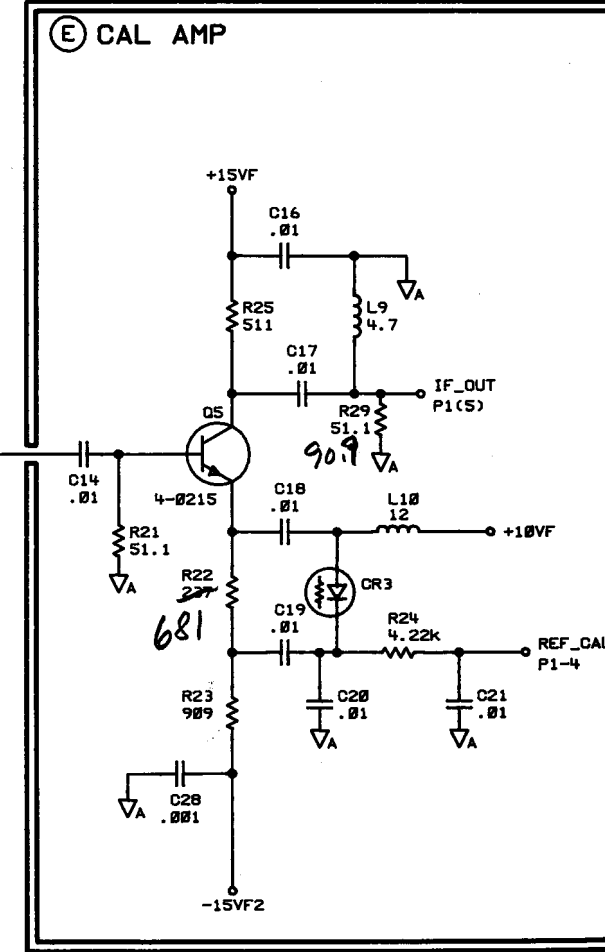 E CAL AMP
+15VF
C16
.01
R25
511
L9
4.7
C17
.01
IF_OUT
P1(5)
R29
51.1
90.9
Q5
4-0215
C14
.01
R21
51.1
C18
.01
L10
12
+10VF
R22
237
681
CR3
C19
.01
R24
4.22k
REF_CAL
P1-4
R23
909
C20
.01
C21
.01
C28
.001
-15VF2
A
A
A
A
A
A